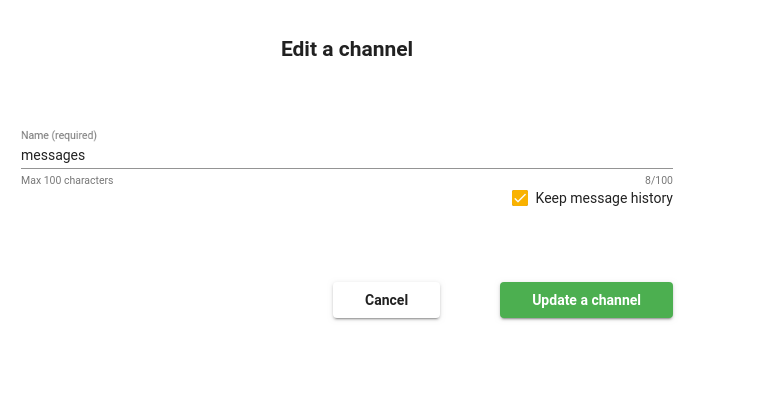 Edit a channel
Name (required)
messages
Max 100 characters 8/100
Keep message history
Cancel Update a channel